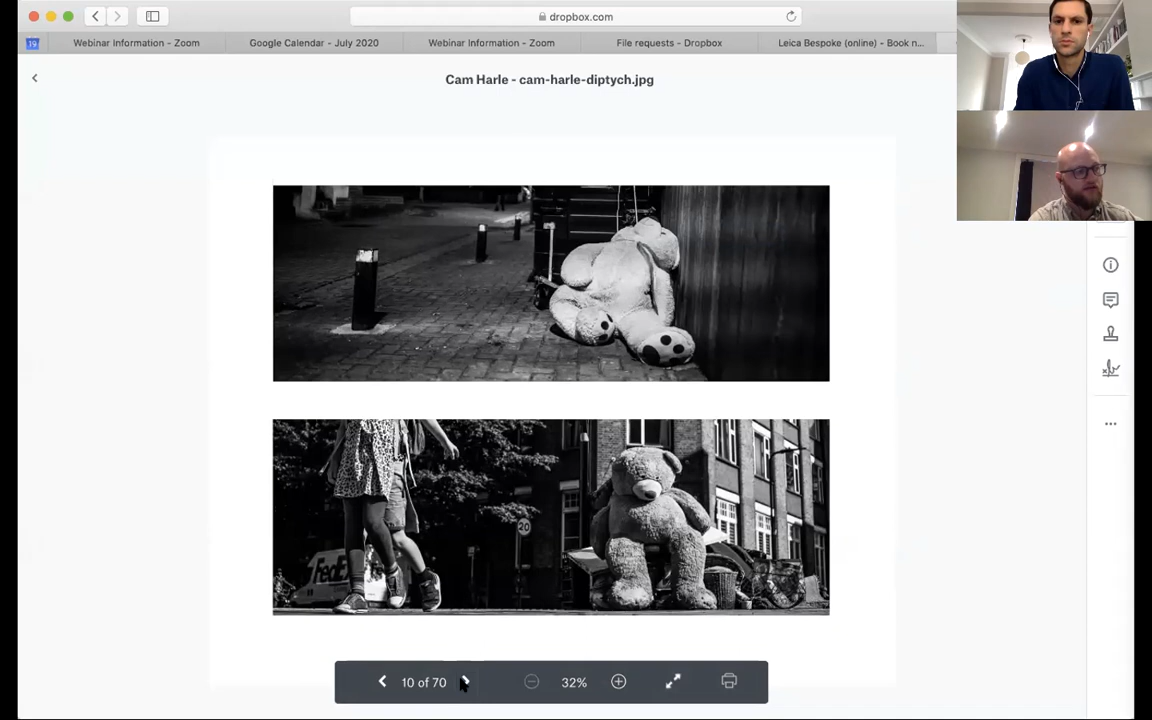 dropbox.com
19
Webinar Information - Zoom
Google Calendar - July 2020
Webinar Information - Zoom
File requests - Dropbox
Leica Bespoke (online) - Book n...
Cam Harle - cam-harle-diptych.jpg
20
FedEx
10 of 70
32%